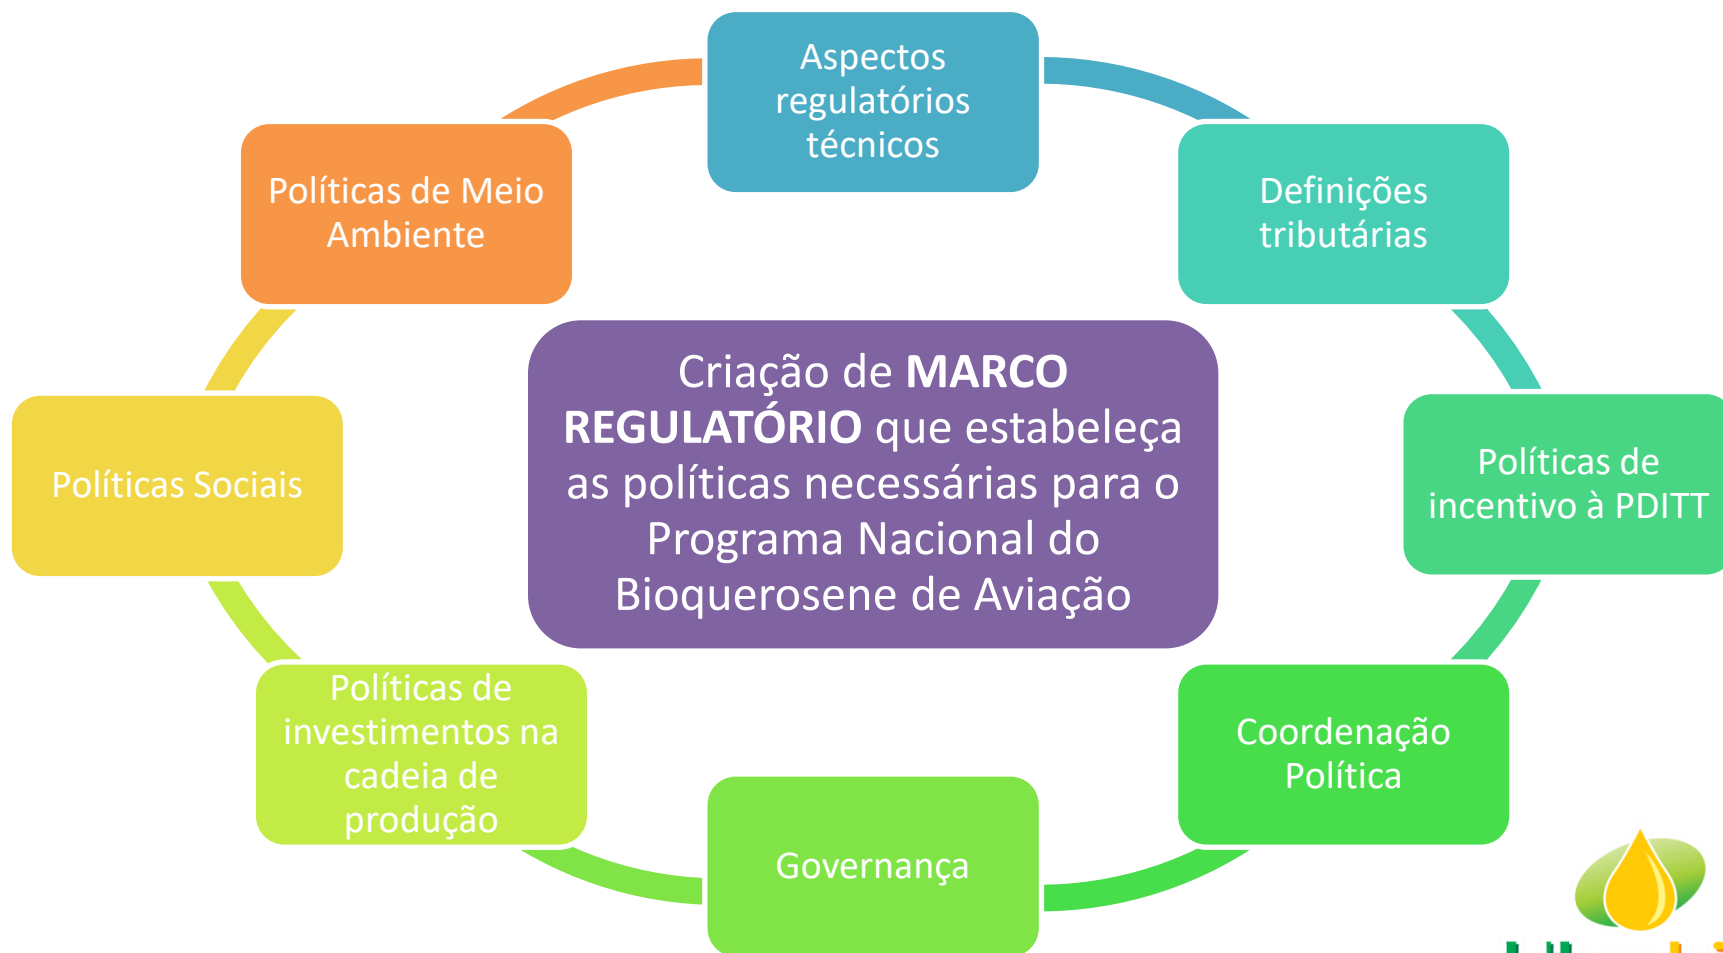 Aspectos
regulatórios
técnicos
Definições
tributárias
Políticas de
incentivo à PDITT
Coordenação
Política
Governança
Políticas de
investimentos na
cadeia de
produção
Políticas Sociais
Políticas de Meio
Ambiente
Criação de MARCO
REGULATÓRIO que estabeleça
as políticas necessárias para o
Programa Nacional do
Bioquerosene de Aviação